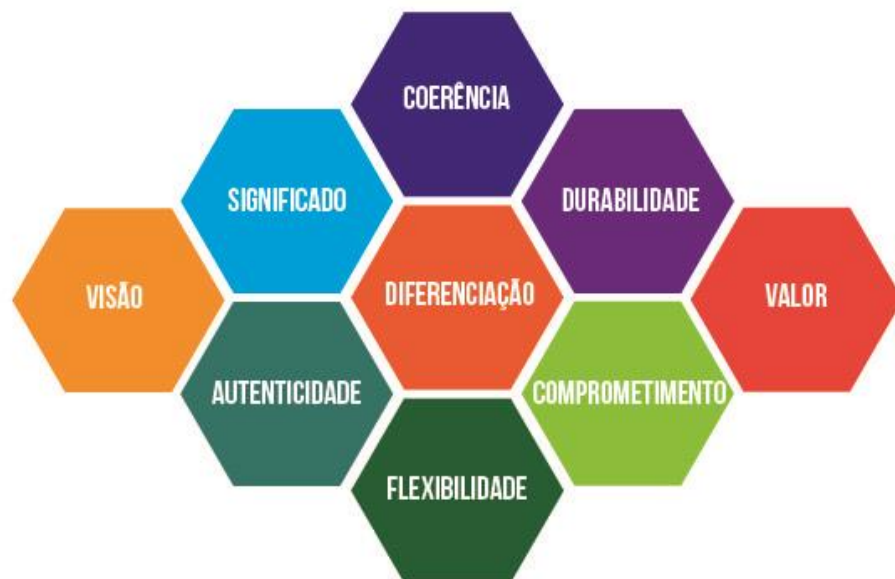 COERÊNCIA
SIGNIFICADO
DURABILIDADE
VISÃO
DIFERENCIAÇÃO
VALOR
AUTENTICIDADE
COMPROMETIMENTO
FLEXIBILIDADE